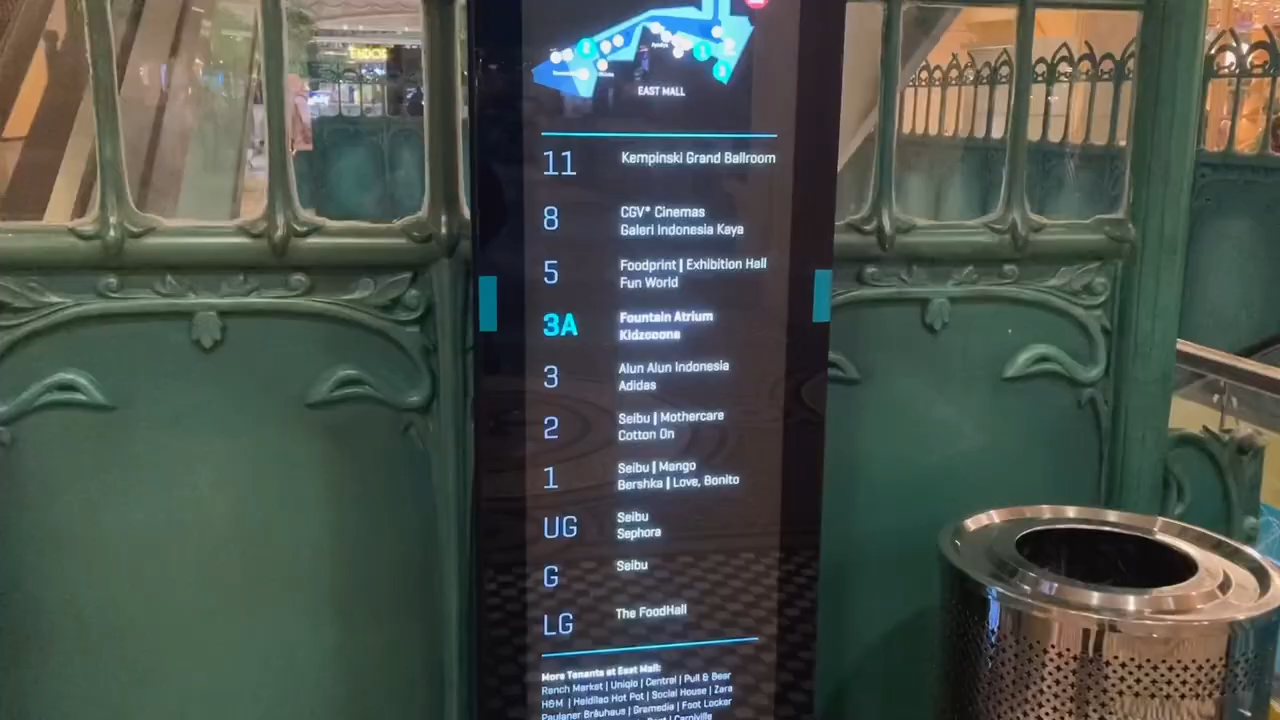 EAST MALL
11 Kempinski Grand Ballroom
8 CGV* Cinemas
Galeri Indonesia Kaya
5 Foodprint | Exhibition Hall
Fun World
3A Fountain Atrium
Kidzooona
3 Alun Alun Indonesia
Adidas
2 Seibu | Mothercare
Cotton On
1 Seibu | Mango
Bershka | Love, Bonito
UG Seibu
Sephora
G Seibu
LG The FoodHall
More Tenants at East Mall:
Ranch Market | Uniqlo | Central | Pull & Bear
H&M | Haidilao Hot Pot | Social House | Zara
Paulaner Bräuhaus | Gramedia | Foot Locker